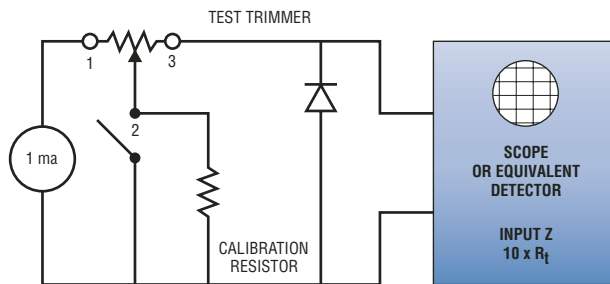 TEST TRIMMER
1
3
2
1 ma
CALIBRATION
RESISTOR
SCOPE
OR EQUIVALENT
DETECTOR
INPUT Z
10 x Rt